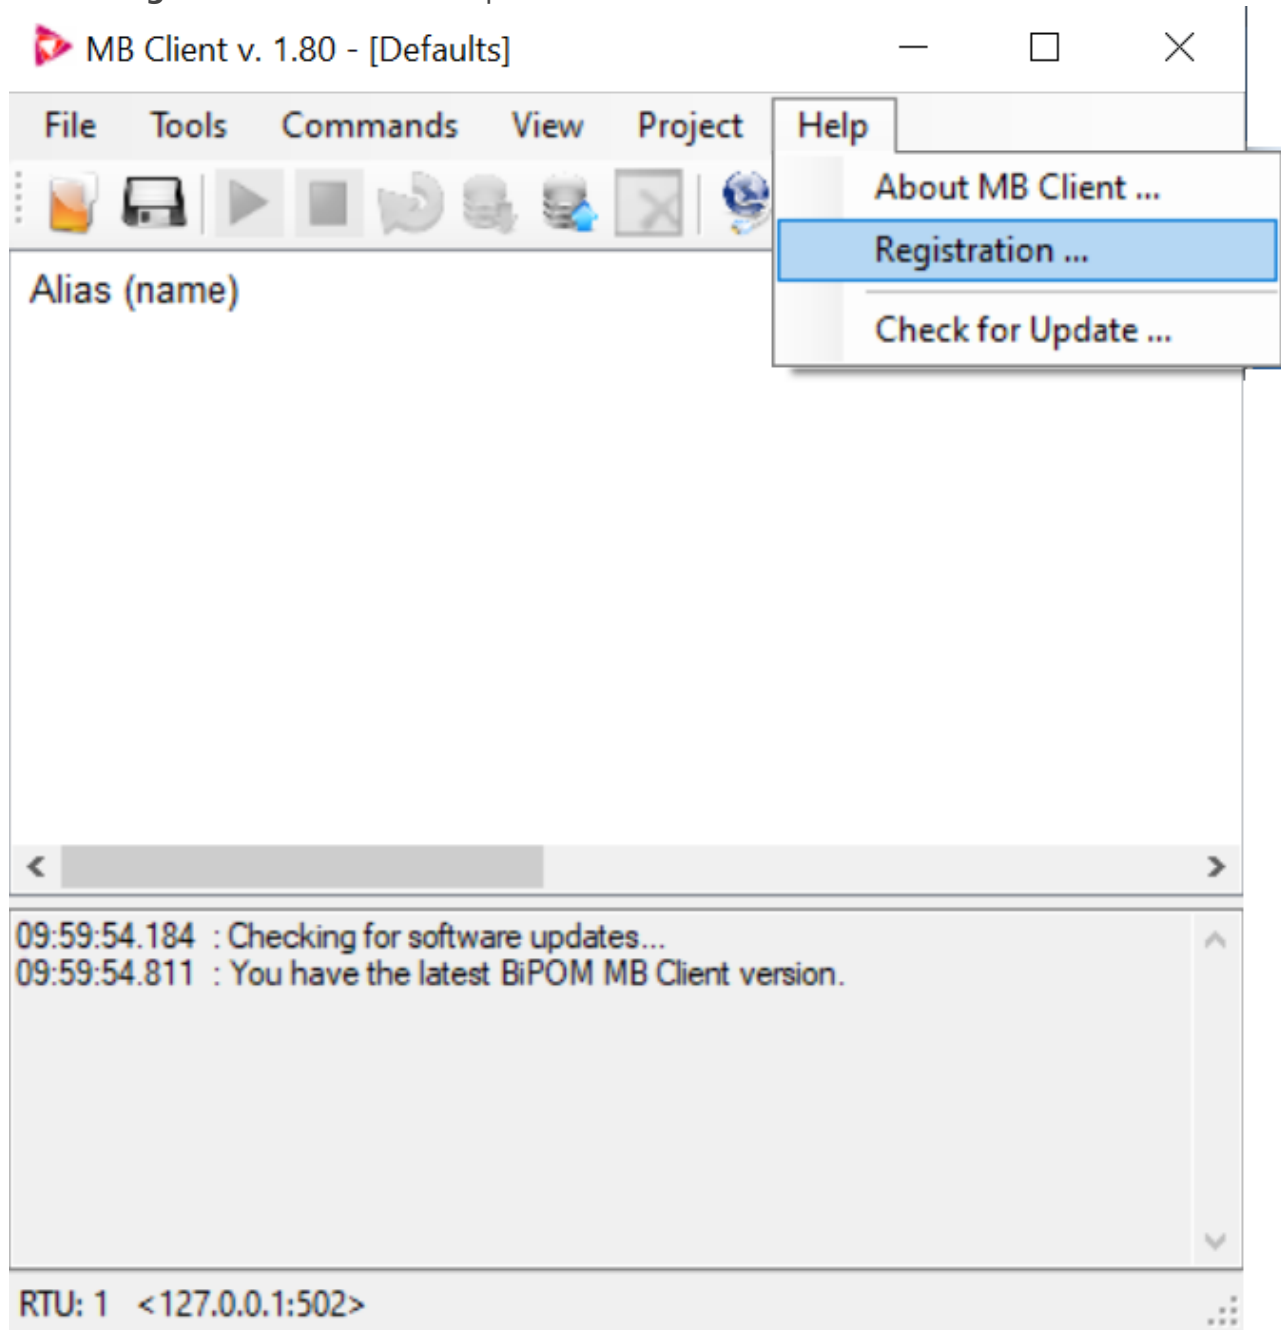 MB Client v. 1.80 - [Defaults]
File Tools Commands View Project Help
About MB Client ...
Registration ...
Check for Update ...
Alias (name)
09:59:54.184 : Checking for software updates...
09:59:54.811 : You have the latest BiPOM MB Client version.
RTU: 1 <127.0.0.1:502>